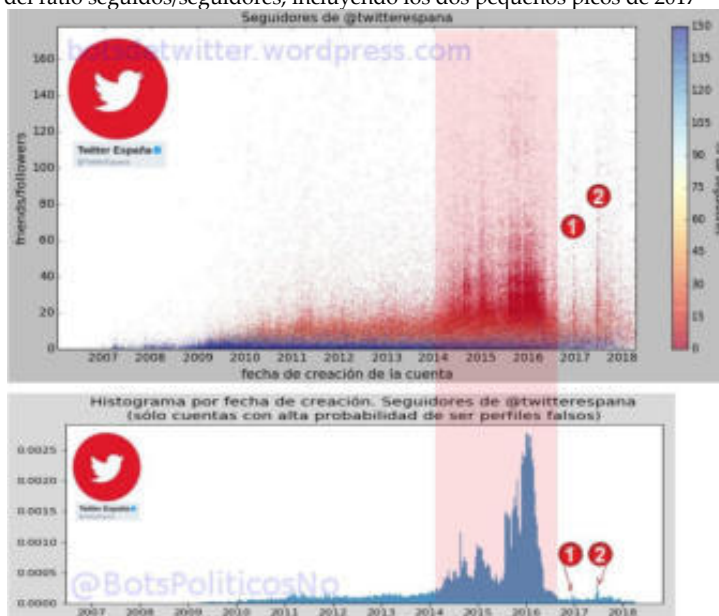 del ratio seguidos/seguidores, incluyendo los dos pequeños picos de 2017
Seguidores de @twitterespana
botsdetwitter.wordpress.com
Twitter España
friends/followers
160
140
120
100
80
60
40
20
0
1
2
2007 2008 2009 2010 2011 2012 2013 2014 2015 2016 2017 2018
fecha de creación de la cuenta
150
135
105
90
75
60
45
30
15
0
Histograma por fecha de creación. Seguidores de @twitterespana
(sólo cuentas con alta probabilidad de ser perfiles falsos)
Twitter España
0.0025
0.0020
0.0015
0.0010
0.0005
0.0000
1
2
@BotsPoliticosNo
2007 2008 2009 2010 2011 2012 2013 2014 2015 2016 2017 2018